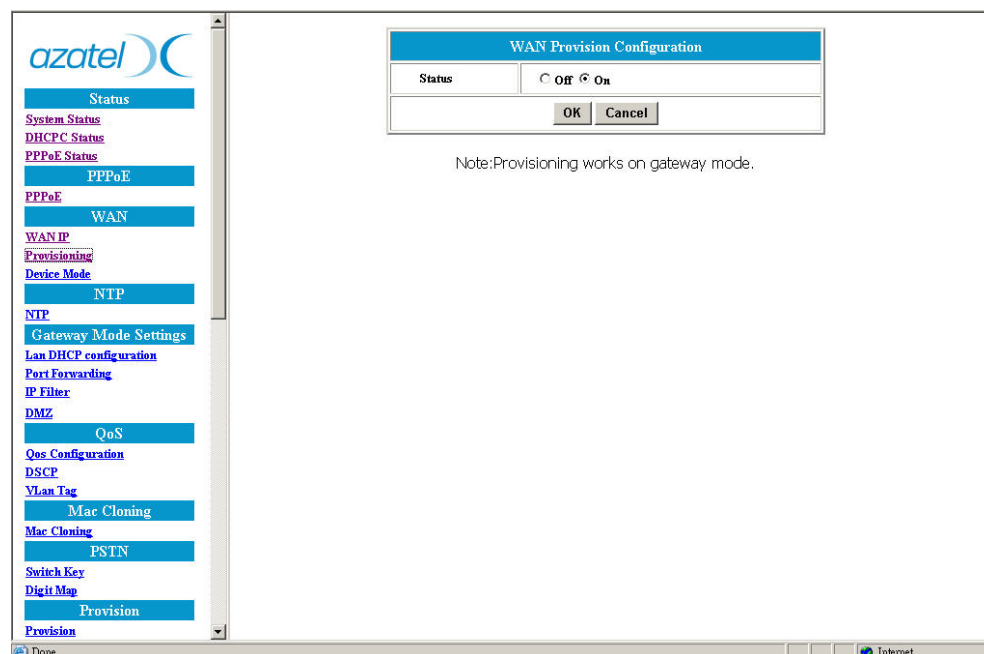 azatel
Status
System Status
DHCPC Status
PPPoE Status
PPPoE
PPPoE
WAN
WAN IP
Provisioning
Device Mode
NTP
NTP
Gateway Mode Settings
Lan DHCP configuration
Port Forwarding
IP Filter
DMZ
QoS
Qos Configuration
DSCP
VLan Tag
Mac Cloning
Mac Cloning
PSTN
Switch Key
Digit Map
Provision
Provision
WAN Provision Configuration
Status Off On
OK Cancel
Note:Provisioning works on gateway mode.
Done Internet